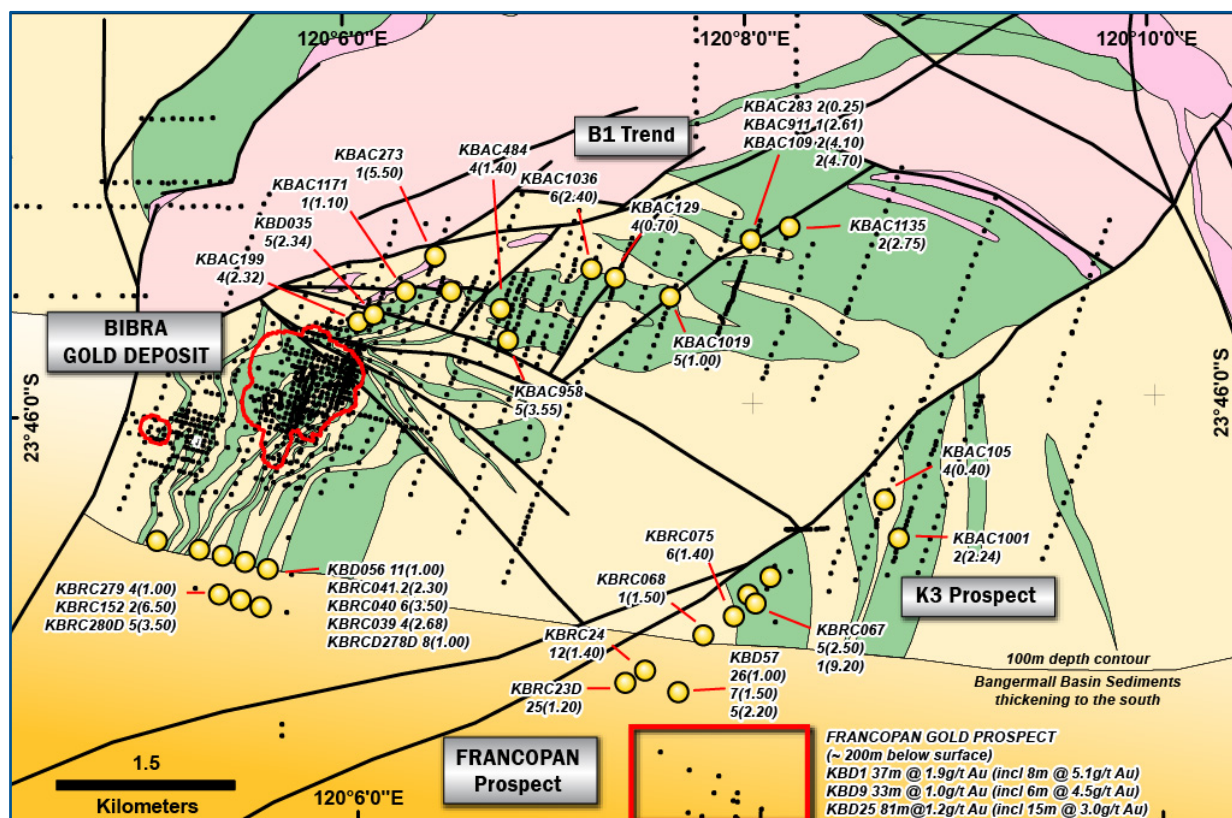 120°6'0"E
120°8'0"E
120°10'0"E
B1 Trend
KBAC283 2(0.25)
KBAC911 1(2.61)
KBAC109 2(4.10)
2(4.70)
KBAC273
1(5.50)
KBAC484
4(1.40)
KBAC1036
6(2.40)
KBAC1171
1(1.10)
KBAC129
4(0.70)
KBD035
5(2.34)
KBAC1135
2(2.75)
KBAC199
4(2.32)
BIBRA
GOLD DEPOSIT
KBAC1019
5(1.00)
KBAC958
5(3.55)
23°46'0"S
23°46'0"S
KBAC105
4(0.40)
KBAC1001
2(2.24)
KBRC075
6(1.40)
KBRC068
1(1.50)
K3 Prospect
KBRC279 4(1.00)
KBRC152 2(6.50)
KBRC280D 5(3.50)
KBD056 11(1.00)
KBRC041.2(2.30)
KBRC040 6(3.50)
KBRC039 4(2.68)
KBRCD278D 8(1.00)
KBRC067
5(2.50)
1(9.20)
KBRC24
12(1.40)
KBD57
26(1.00)
7(1.50)
5(2.20)
KBRC23D
25(1.20)
100m depth contour
Bangermall Basin Sediments
thickening to the south
FRANCOPAN
Prospect
FRANCOPAN GOLD PROSPECT
(~ 200m below surface)
KBD1 37m @ 1.9g/t Au (incl 8m @ 5.1g/t Au)
KBD9 33m @ 1.0g/t Au (incl 6m @ 4.5g/t Au)
KBD25 81m@1.2g/t Au (incl 15m @ 3.0g/t Au)
1.5
Kilometers
120°6'0"E